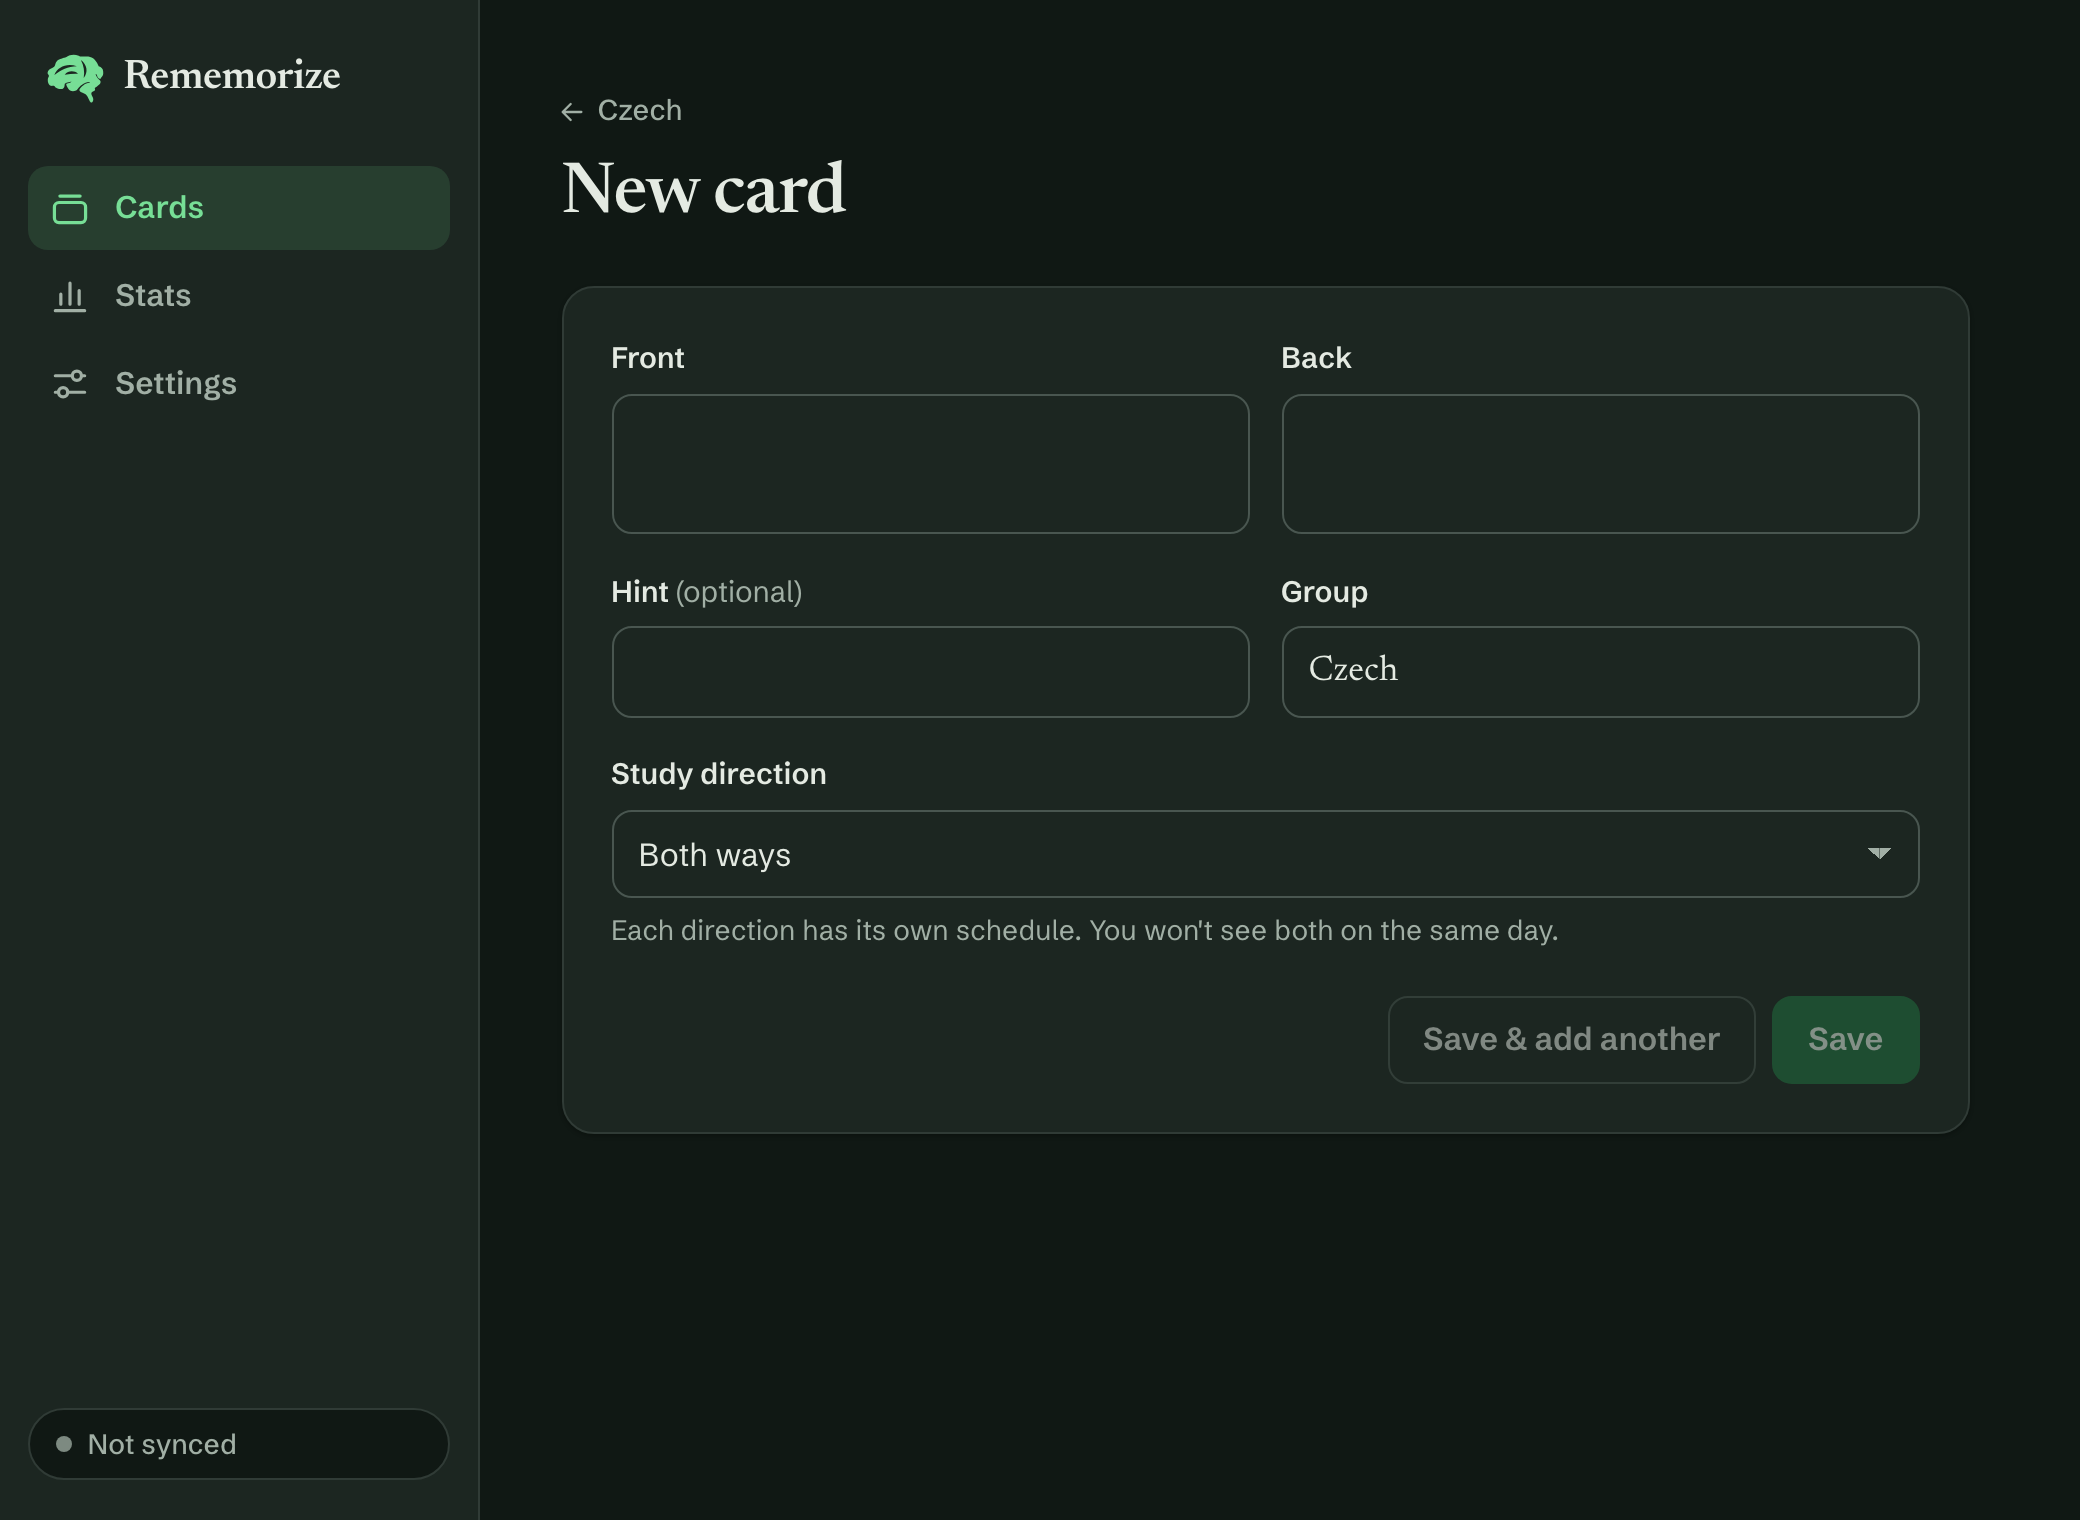 Rememorize
Cards
Stats
Settings
Not synced
← Czech
New card
Front
Back
Hint (optional)
Group
Czech
Study direction
Both ways
Each direction has its own schedule. You won't see both on the same day.
Save & add another
Save